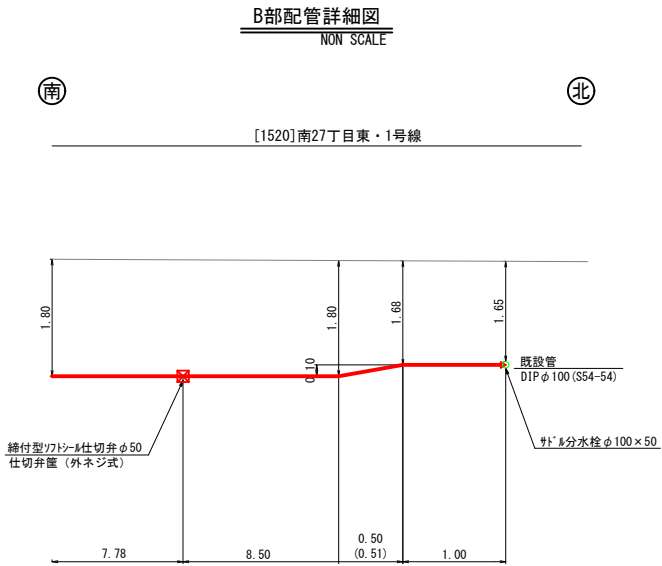 B部配管詳細図
NON SCALE
南
北
[1520]南27丁目東・1号線
1.80
1.80
1.68
1.65
0.10
既設管
DIPφ100(S54-54)
締付型ソフトシール仕切弁φ50
仕切弁筐（外ネジ式）
サドル分水栓φ100×50
7.78
8.50
0.50
(0.51)
1.00